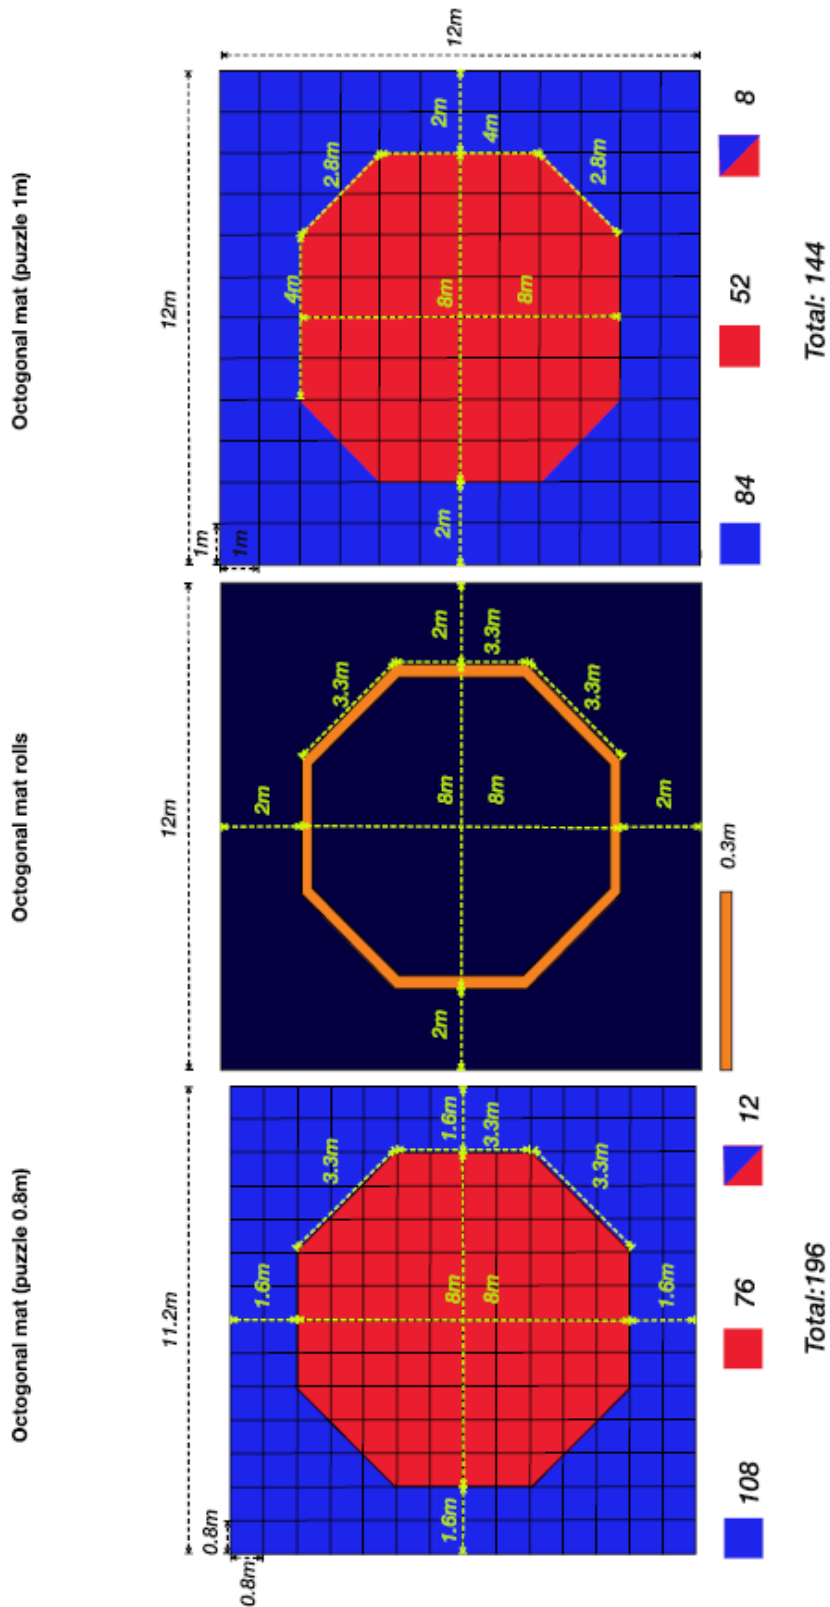 Octogonal mat (puzzle 0.8m)
11.2m
0.8m
0.8m
1.6m
3.3m
1.6m
8m
1.6m
8m
3.3m
3.3m
1.6m
108 76 12
Total:196
Octogonal mat rolls
12m
2m
3.3m
2m
8m
2m
8m
3.3m
3.3m
2m
0.3m
Octogonal mat (puzzle 1m)
12m
1m
1m
4m
2.8m
2m
8m
2m
8m
4m
2.8m
12m
84 52 8
Total: 144